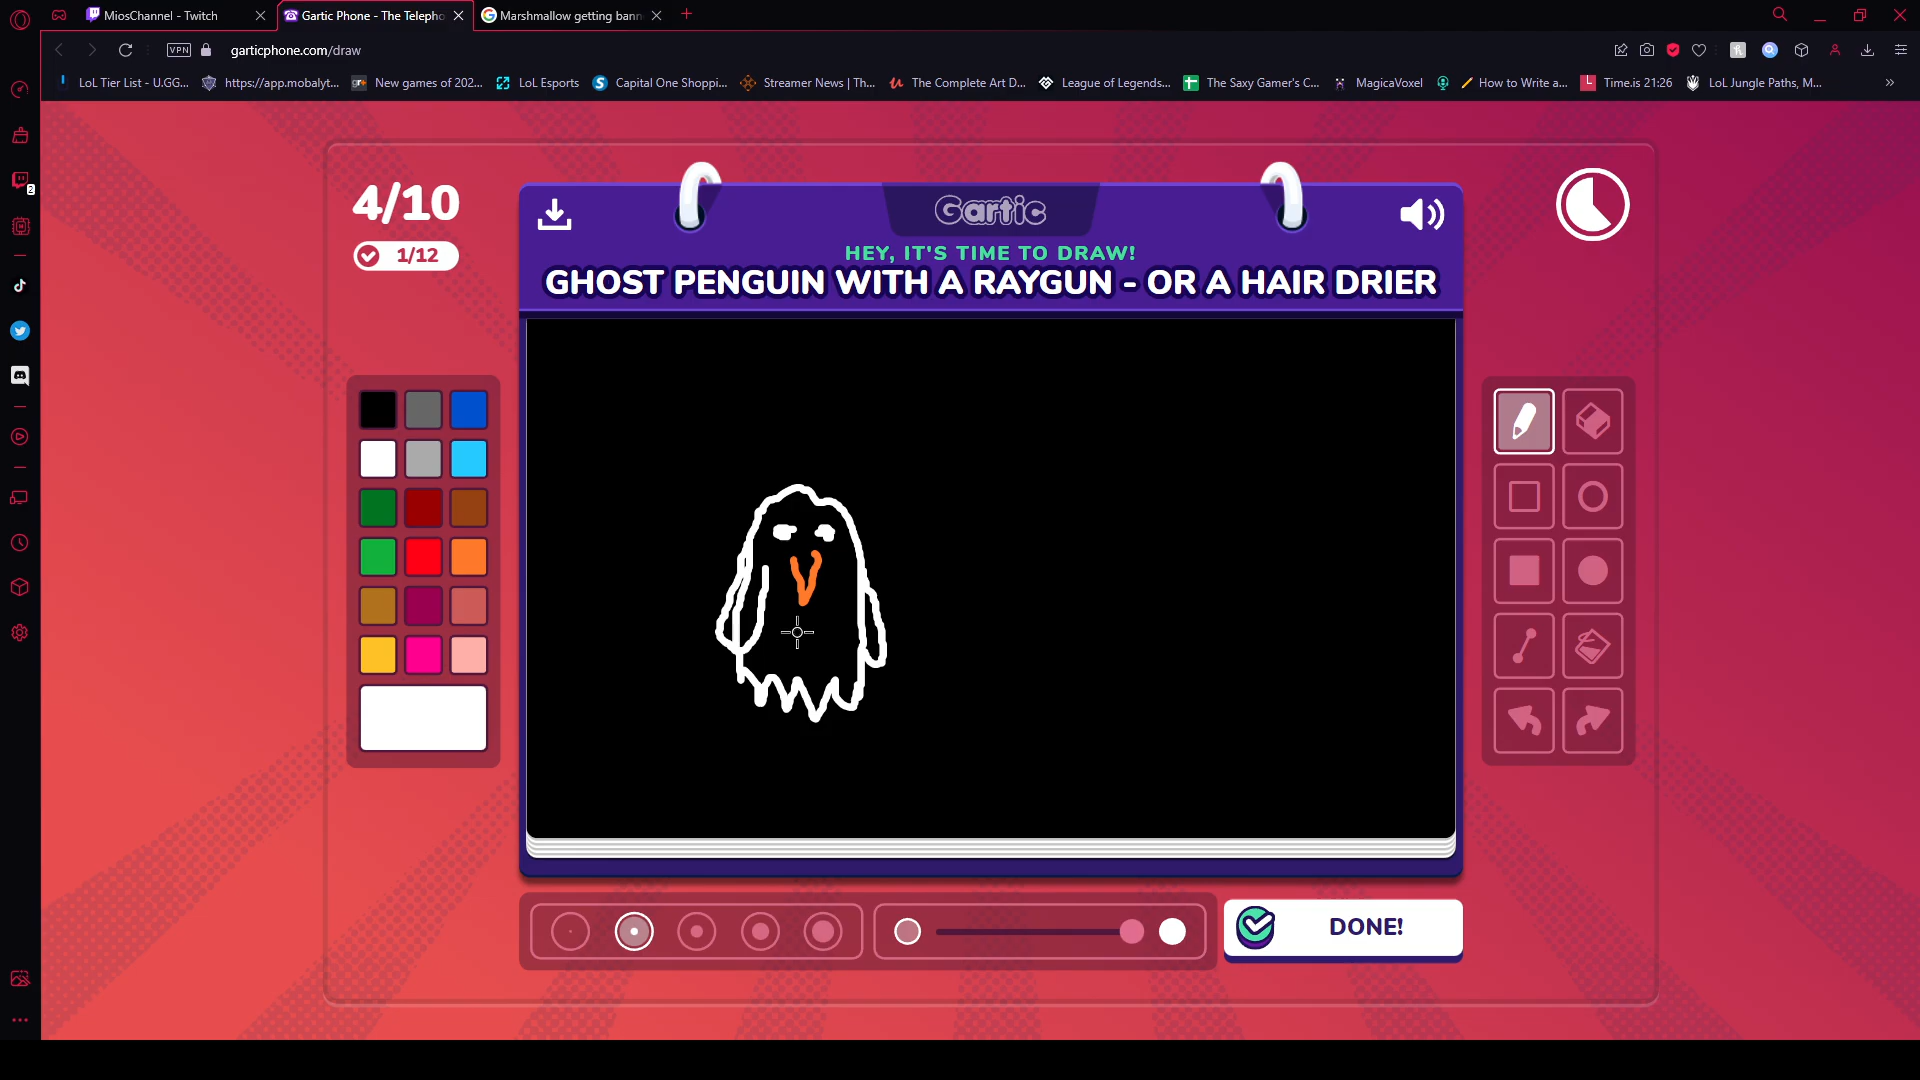 MiosChannel - Twitch
Gartic Phone - The Telepho
Marshmallow getting bann
VPN
garticphone.com/draw
LoL Tier List - U.GG...
https://app.mobalyt...
New games of 202...
LoL Esports
Capital One Shoppi...
Streamer News | Th...
The Complete Art D...
League of Legends...
The Saxy Gamer's C...
MagicaVoxel
How to Write a...
Time.is 21:26
LoL Jungle Paths, M...
2
4/10
1/12
Gartic
HEY, IT'S TIME TO DRAW!
GHOST PENGUIN WITH A RAYGUN - OR A HAIR DRIER
DONE!